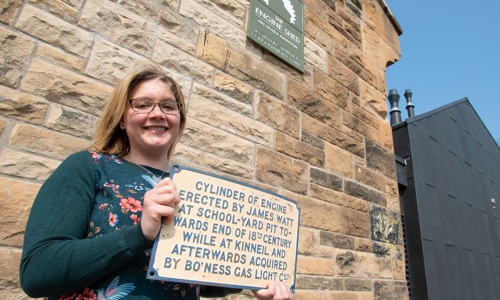 THE
ENGINE SHED
CYLINDER OF ENGINE
ERECTED BY JAMES WATT
AT SCHOOL-YARD PIT TO-
WARDS END OF 18TH CENTURY
WHILE AT KINNEIL AND
AFTERWARDS ACQUIRED
BY BO'NESS GAS LIGHT COY